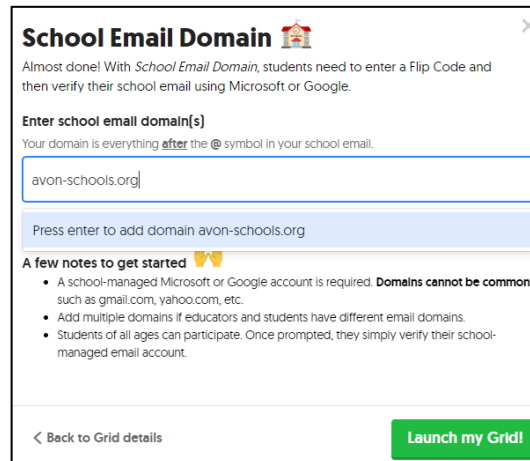 School Email Domain
Almost done! With School Email Domain, students need to enter a Flip Code and
then verify their school email using Microsoft or Google.
Enter school email domain(s)
Your domain is everything after the @ symbol in your school email.
avon-schools.org
Press enter to add domain avon-schools.org
A few notes to get started
• A school-managed Microsoft or Google account is required. Domains cannot be common
such as gmail.com, yahoo.com, etc.
• Add multiple domains if educators and students have different email domains.
• Students of all ages can participate. Once prompted, they simply verify their school-
managed email account.
< Back to Grid details
Launch my Grid!